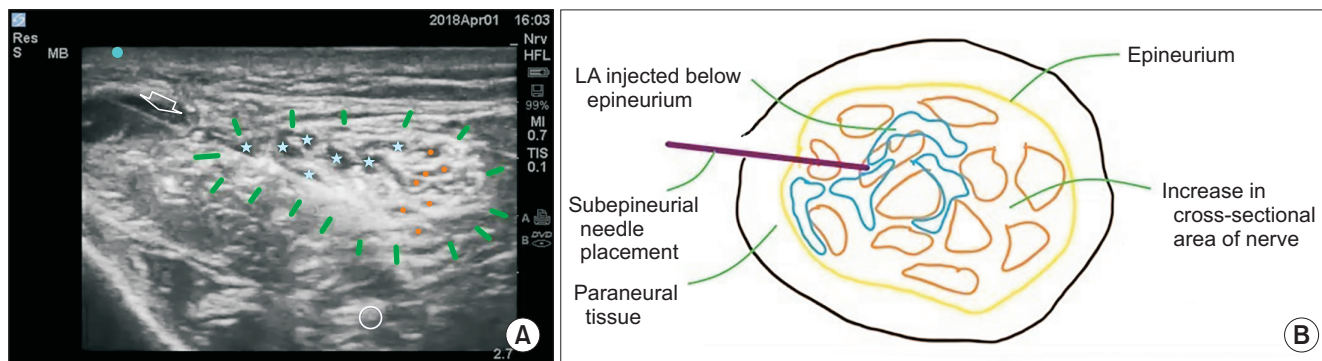 2018Apr01 16:03
Res
S MB
Nrv
HFL
99%
MI
0.7
TIS
0.1
A
B DVD
2.7
A
LA injected below
epineurium
Epineurium
Subepineurial
needle
placement
Increase in
cross-sectional
area of nerve
Paraneural
tissue
B